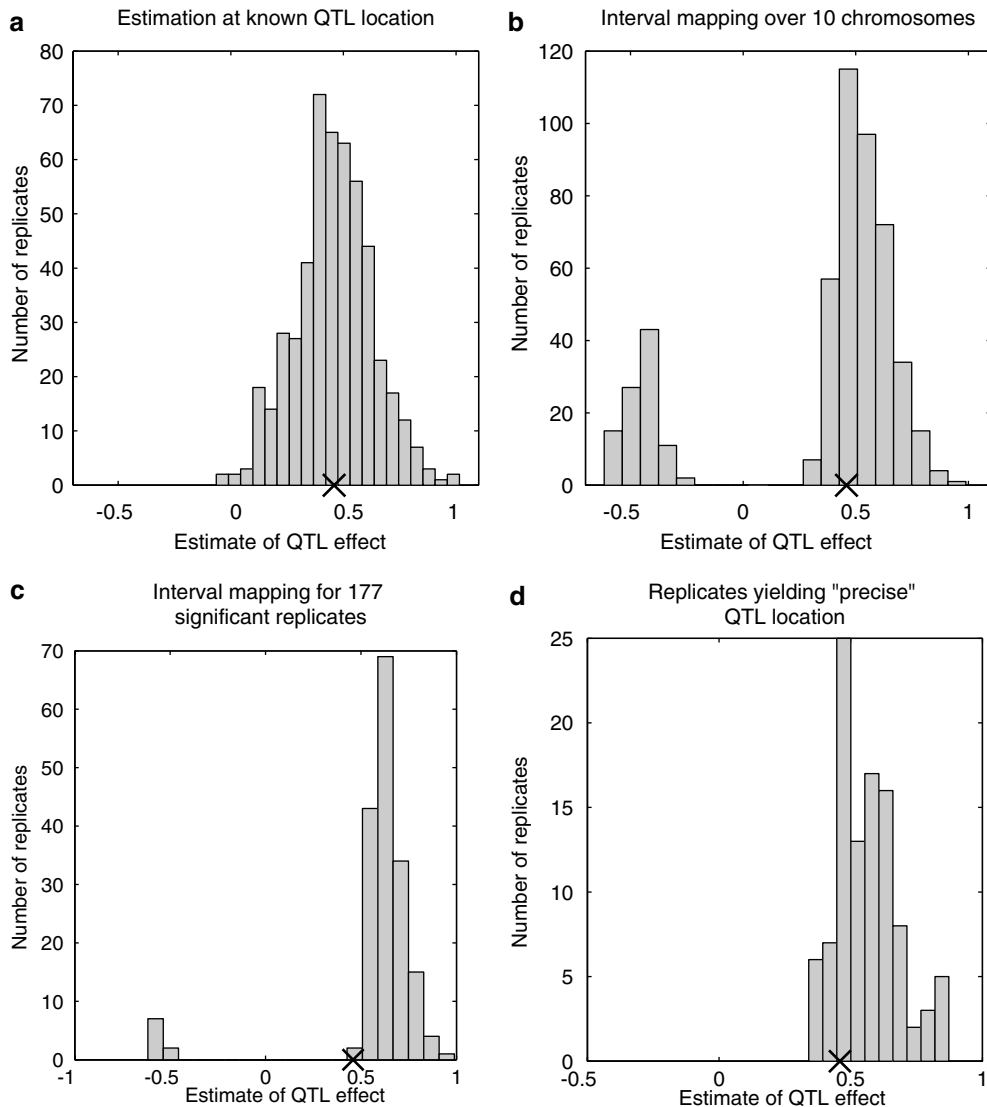 a
Estimation at known QTL location
80
70
60
50
40
30
20
10
0
-0.5
0
0.5
1
Number of replicates
Estimate of QTL effect
b
Interval mapping over 10 chromosomes
120
100
80
60
40
20
0
-0.5
0
0.5
1
Number of replicates
Estimate of QTL effect
c
Interval mapping for 177
significant replicates
70
60
50
40
30
20
10
0
-1
-0.5
0
0.5
1
Number of replicates
Estimate of QTL effect
d
Replicates yielding "precise"
QTL location
25
20
15
10
5
0
-0.5
0
0.5
1
Number of replicates
Estimate of QTL effect